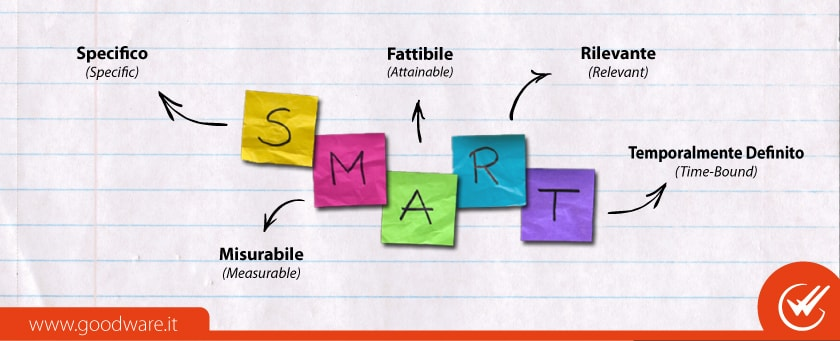 Specifico
(Specific)
Fattibile
(Attainable)
Rilevante
(Relevant)
S
M
A
R
T
Temporalmente Definito
(Time-Bound)
Misurabile
(Measurable)
www.goodware.it